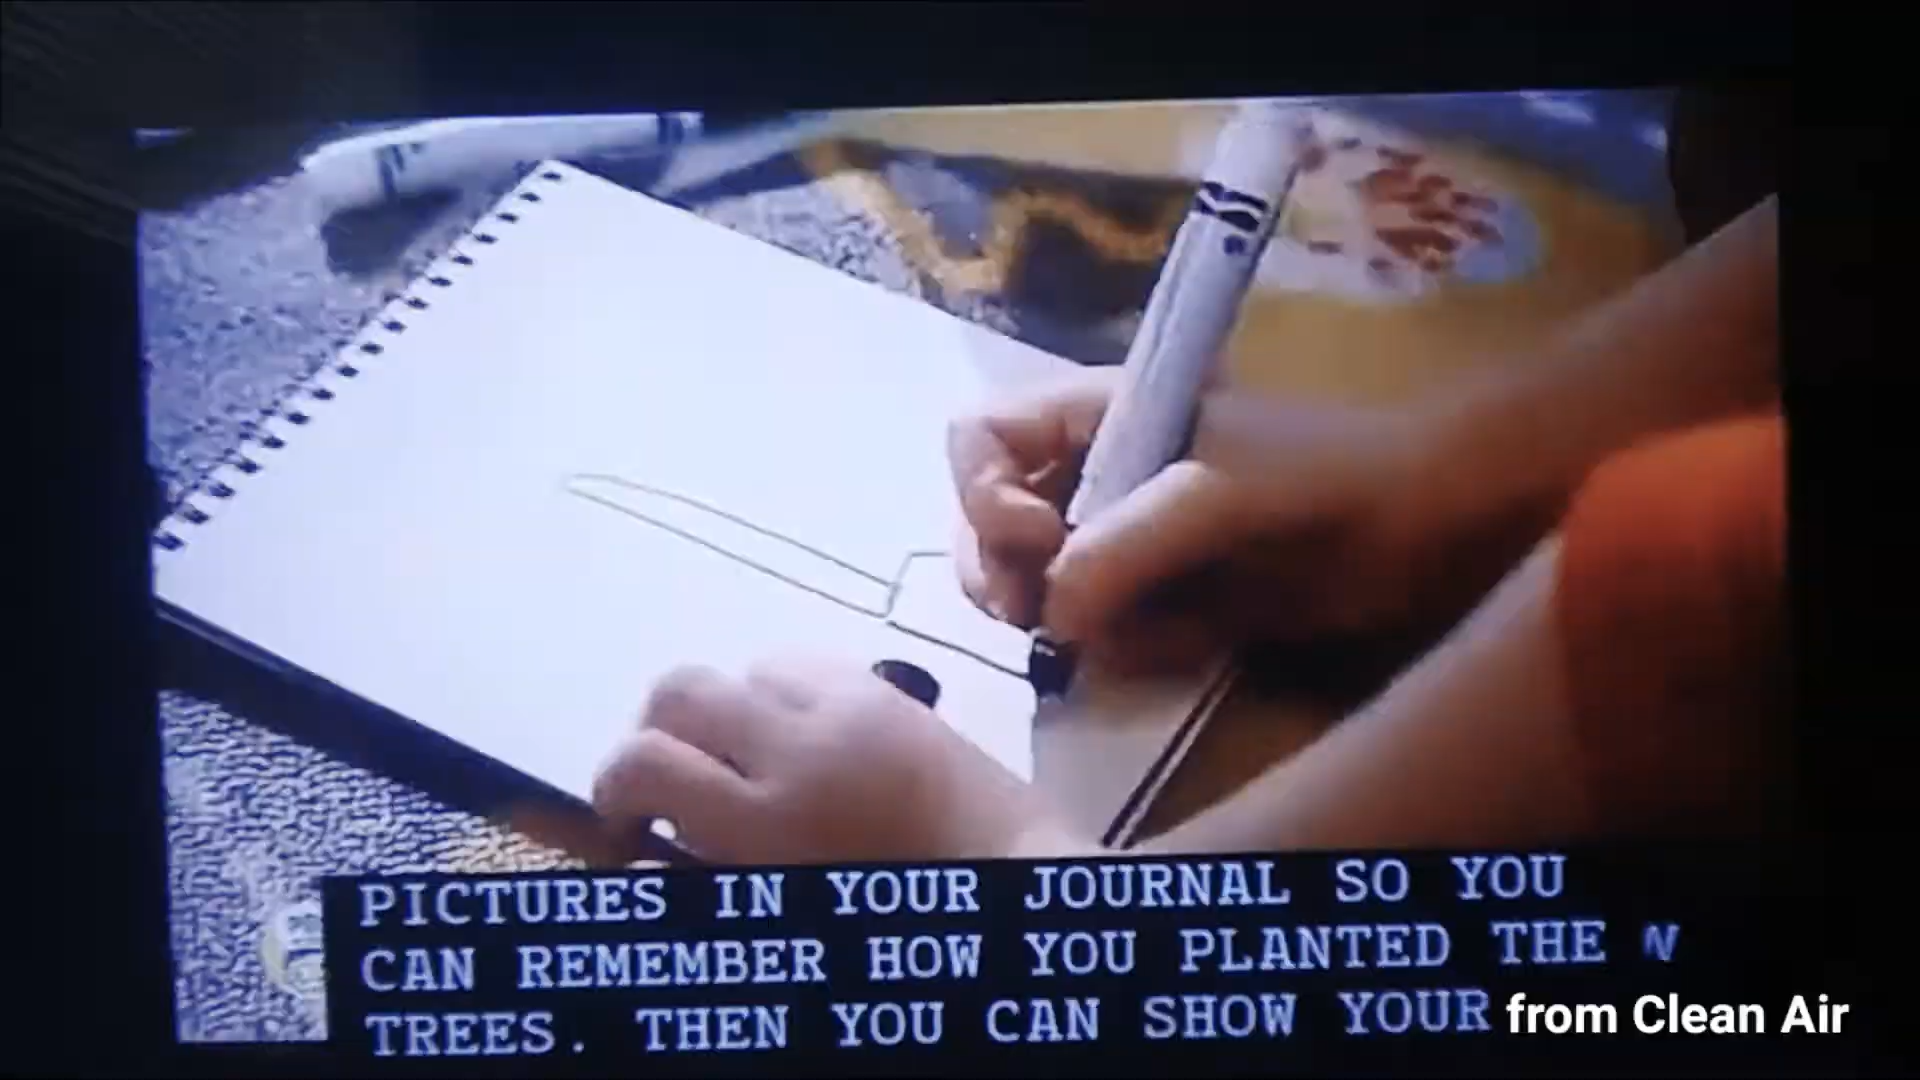 PICTURES IN YOUR JOURNAL SO YOU
CAN REMEMBER HOW YOU PLANTED THE
TREES. THEN YOU CAN SHOW YOUR
from Clean Air